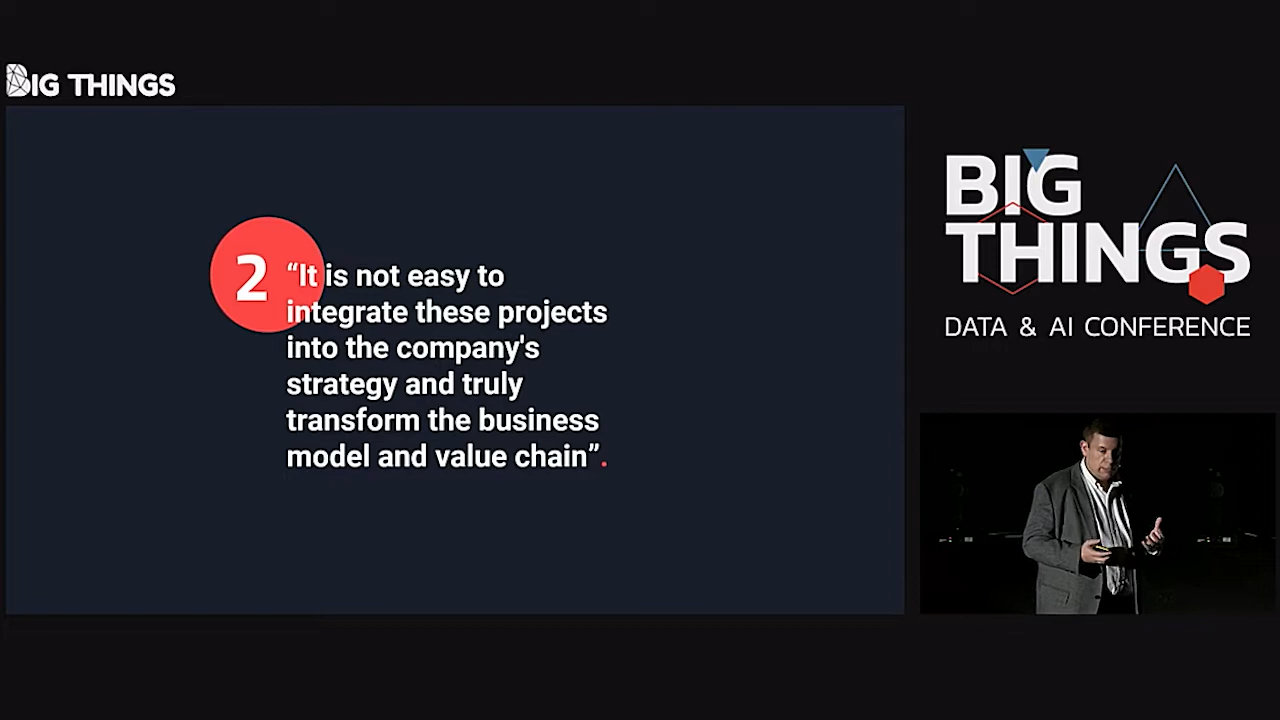 BIG THINGS
2
“It is not easy to
integrate these projects
into the company's
strategy and truly
transform the business
model and value chain”.
BIG
THINGS
DATA & AI CONFERENCE